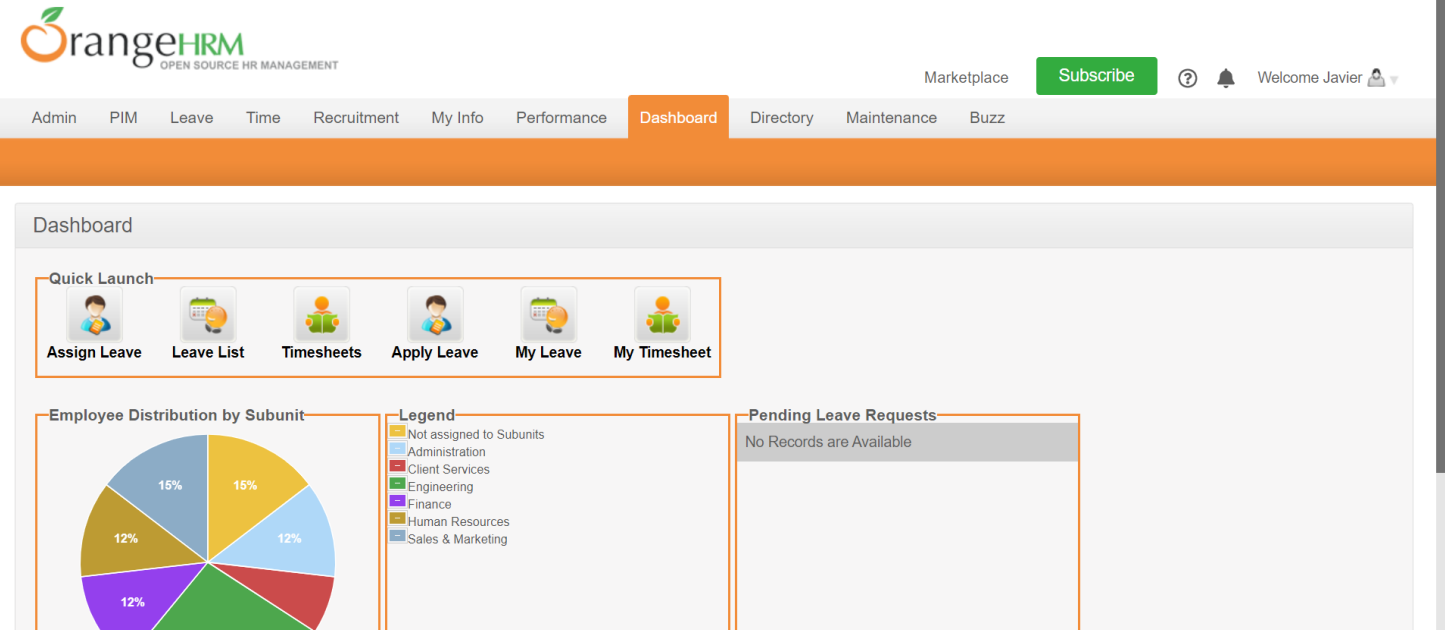 OrangeHRM
OPEN SOURCE HR MANAGEMENT
Marketplace Subscribe ? Welcome Javier
Admin PIM Leave Time Recruitment My Info Performance Dashboard Directory Maintenance Buzz
Dashboard
Quick Launch
Assign Leave Leave List Timesheets Apply Leave My Leave My Timesheet
Employee Distribution by Subunit
15% 15%
12% 12%
12%
Legend
Not assigned to Subunits
Administration
Client Services
Engineering
Finance
Human Resources
Sales & Marketing
Pending Leave Requests
No Records are Available